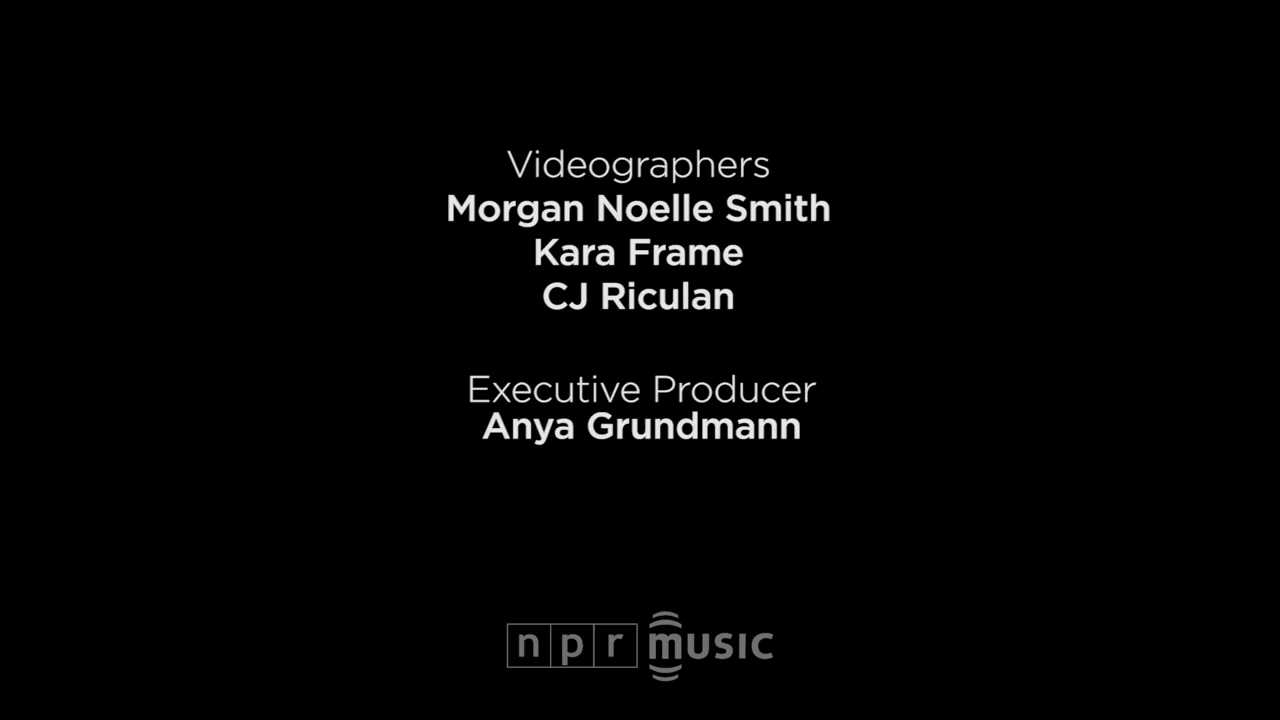 Videographers
Morgan Noelle Smith
Kara Frame
CJ Riculan
Executive Producer
Anya Grundmann
npr music